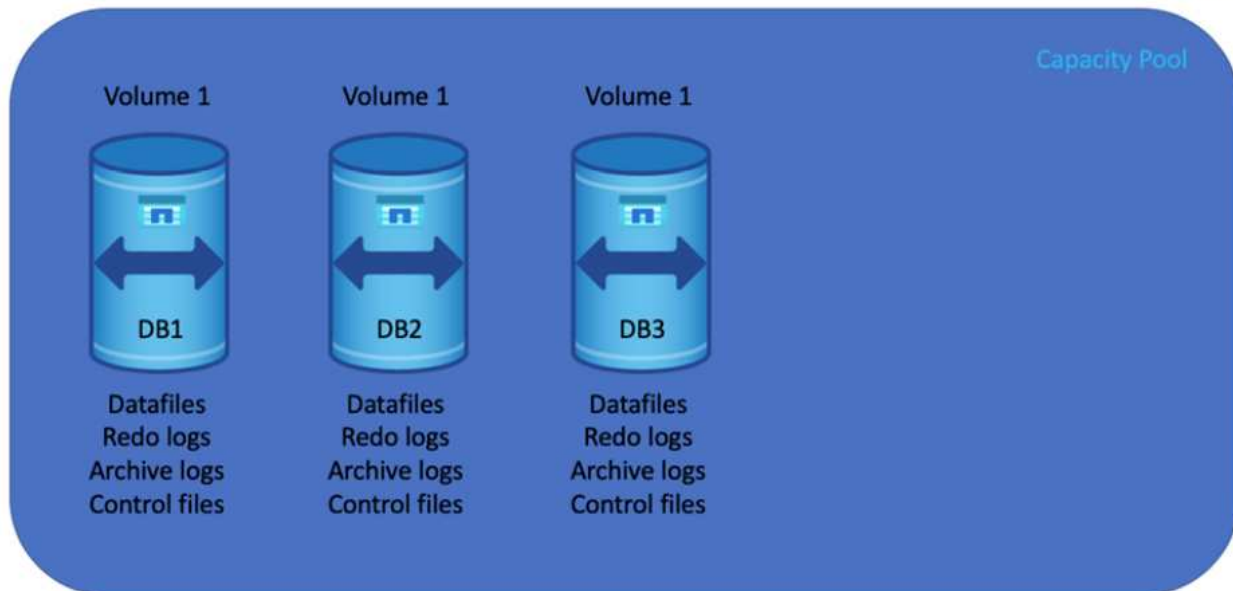 Capacity Pool
Volume 1
Volume 1
Volume 1
DB1
DB2
DB3
Datafiles
Redo logs
Archive logs
Control files
Datafiles
Redo logs
Archive logs
Control files
Datafiles
Redo logs
Archive logs
Control files